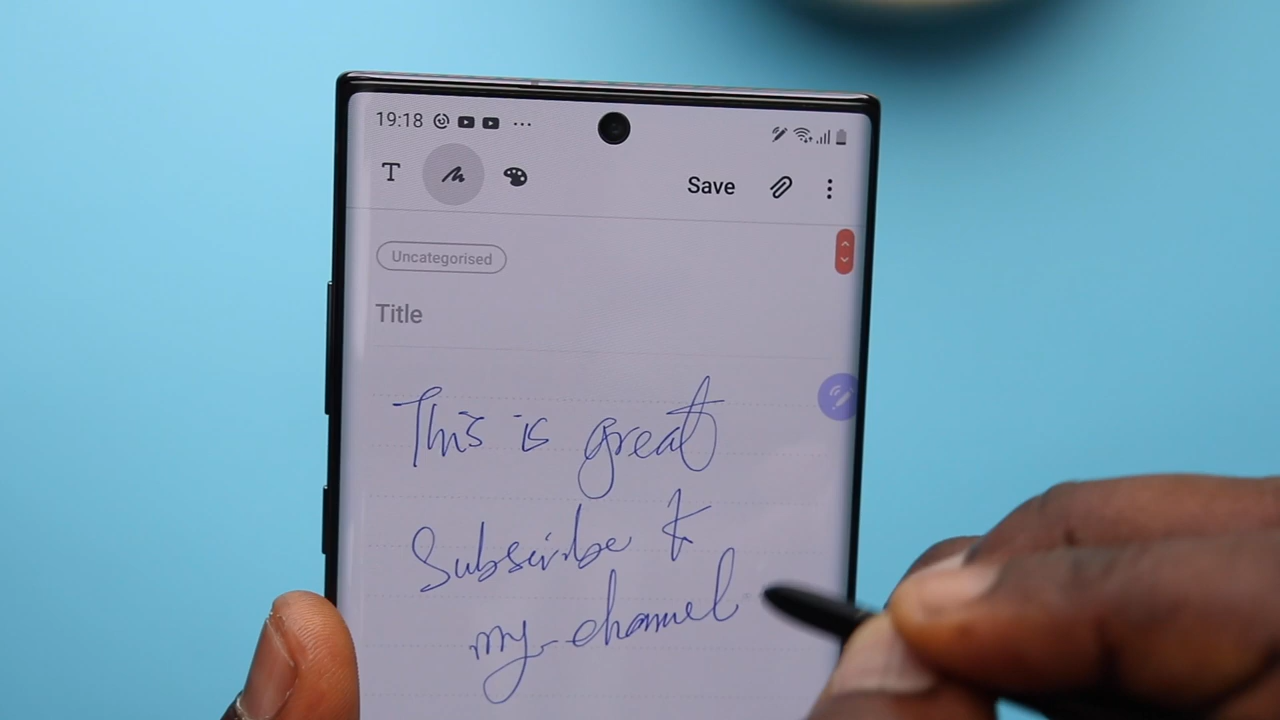 19:18
T
Save
Uncategorised
Title
This is great
Subscribe to
my channel